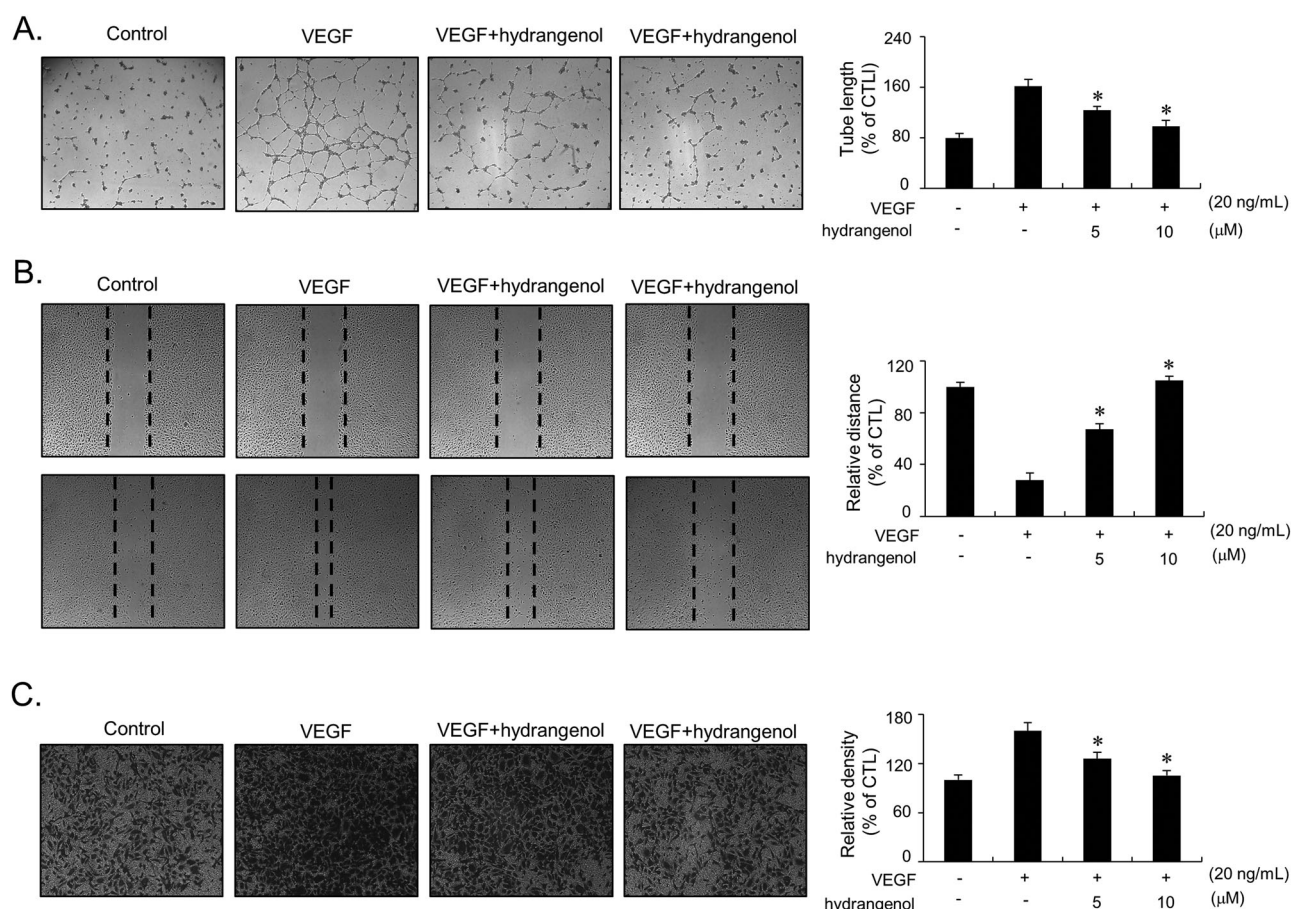 A.
Control VEGF VEGF+hydrangenol VEGF+hydrangenol
Tube length
(% of CTLI)
160
80
0
VEGF - + + + (20 ng/mL)
hydrangenol - - 5 10 (μM)
B.
Control VEGF VEGF+hydrangenol VEGF+hydrangenol
Relative distance
(% of CTL)
120
80
40
0
* *
VEGF - + + + (20 ng/mL)
hydrangenol - - 5 10 (μM)
C.
Control VEGF VEGF+hydrangenol VEGF+hydrangenol
Relative density
(% of CTL)
180
120
60
0
* *
VEGF - + + + (20 ng/mL)
hydrangenol - - 5 10 (μM)